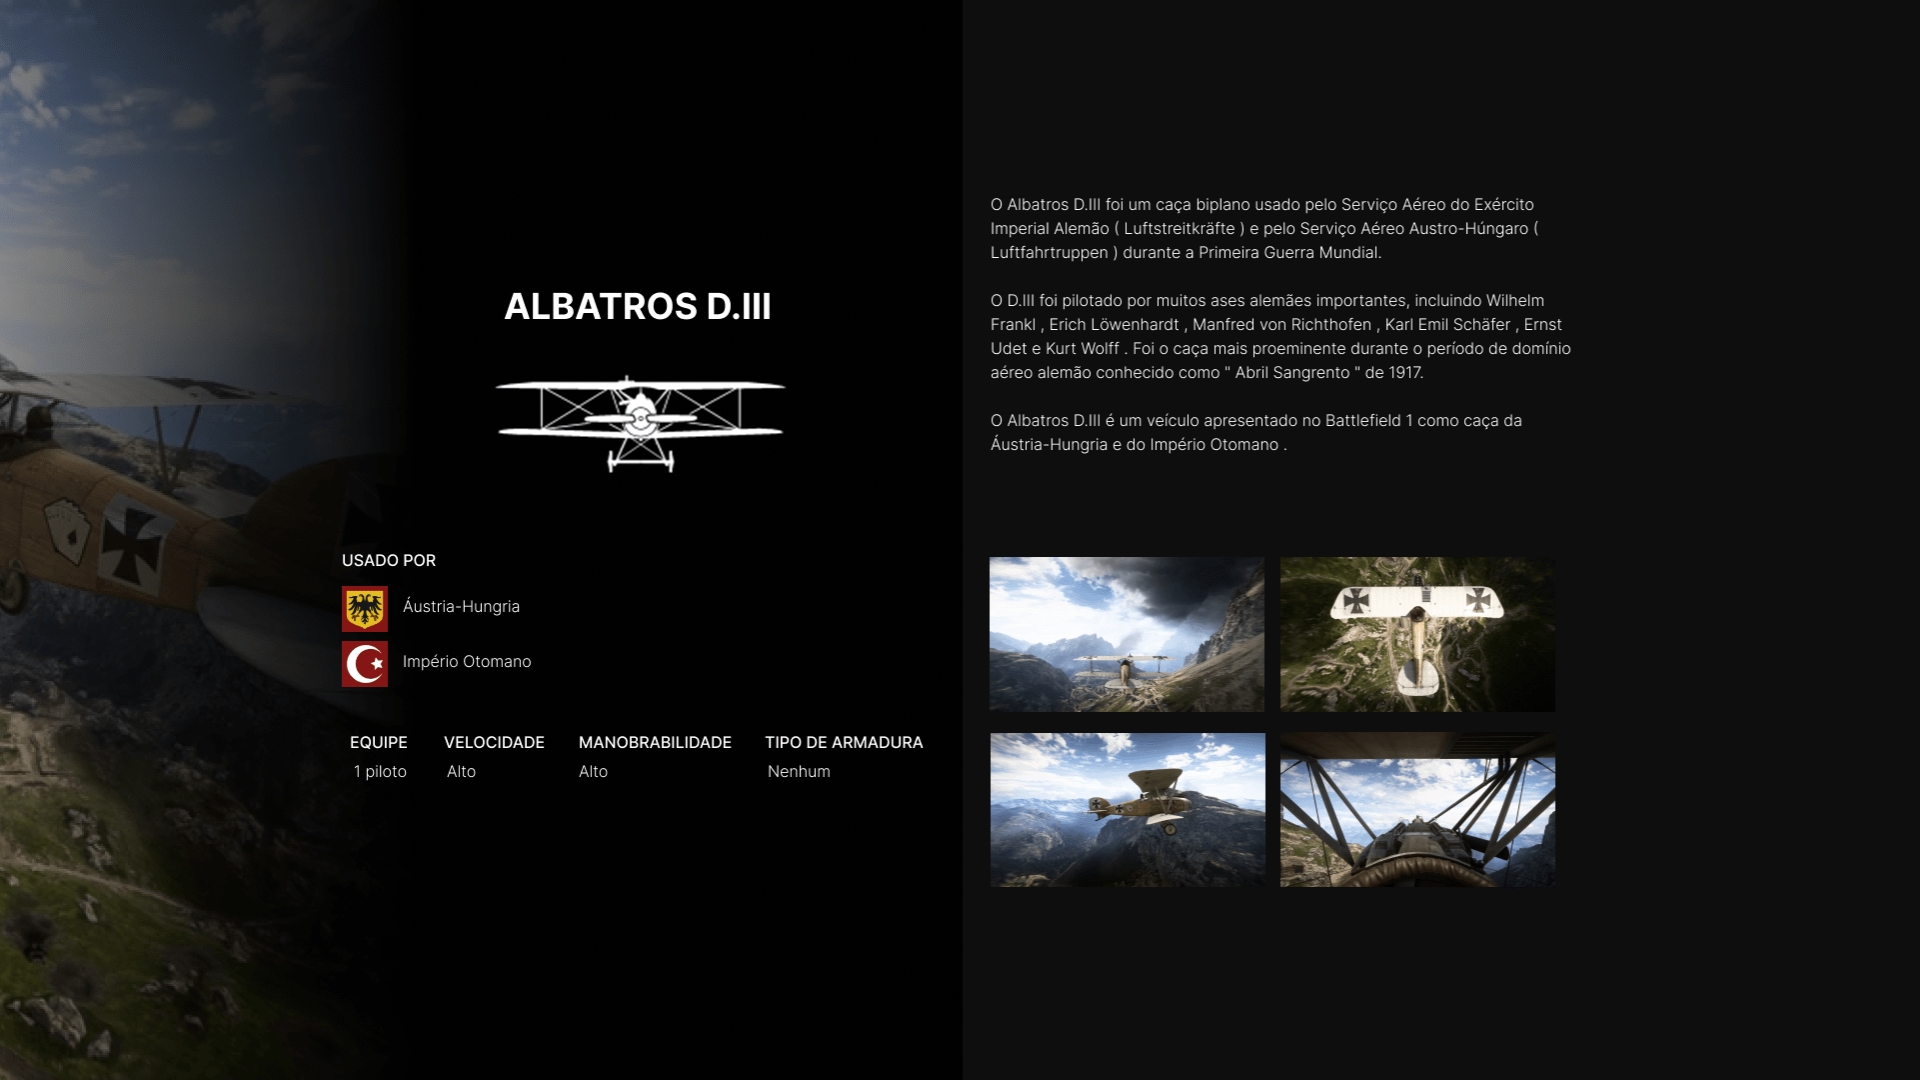 ALBATROS D.III
USADO POR
Áustria-Hungria
Império Otomano
EQUIPE VELOCIDADE MANOBRABILIDADE TIPO DE ARMADURA
1 piloto Alto Alto Nenhum
O Albatros D.III foi um caça biplano usado pelo Serviço Aéreo do Exército
Imperial Alemão ( Luftstreitkräfte ) e pelo Serviço Aéreo Austro-Húngaro (
Luftfahrtruppen ) durante a Primeira Guerra Mundial.
O D.III foi pilotado por muitos ases alemães importantes, incluindo Wilhelm
Frankl , Erich Löwenhardt , Manfred von Richthofen , Karl Emil Schäfer , Ernst
Udet e Kurt Wolff . Foi o caça mais proeminente durante o período de domínio
aéreo alemão conhecido como " Abril Sangrento " de 1917.
O Albatros D.III é um veículo apresentado no Battlefield 1 como caça da
Áustria-Hungria e do Império Otomano .